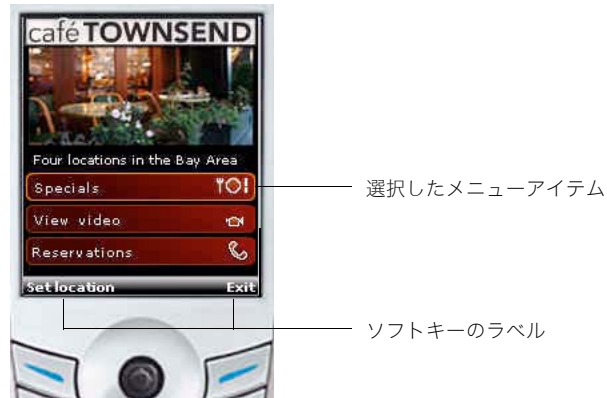 café TOWNSEND
Four locations in the Bay Area
Specials
選択したメニューアイテム
View video
Reservations
Set location Exit
ソフトキーのラベル